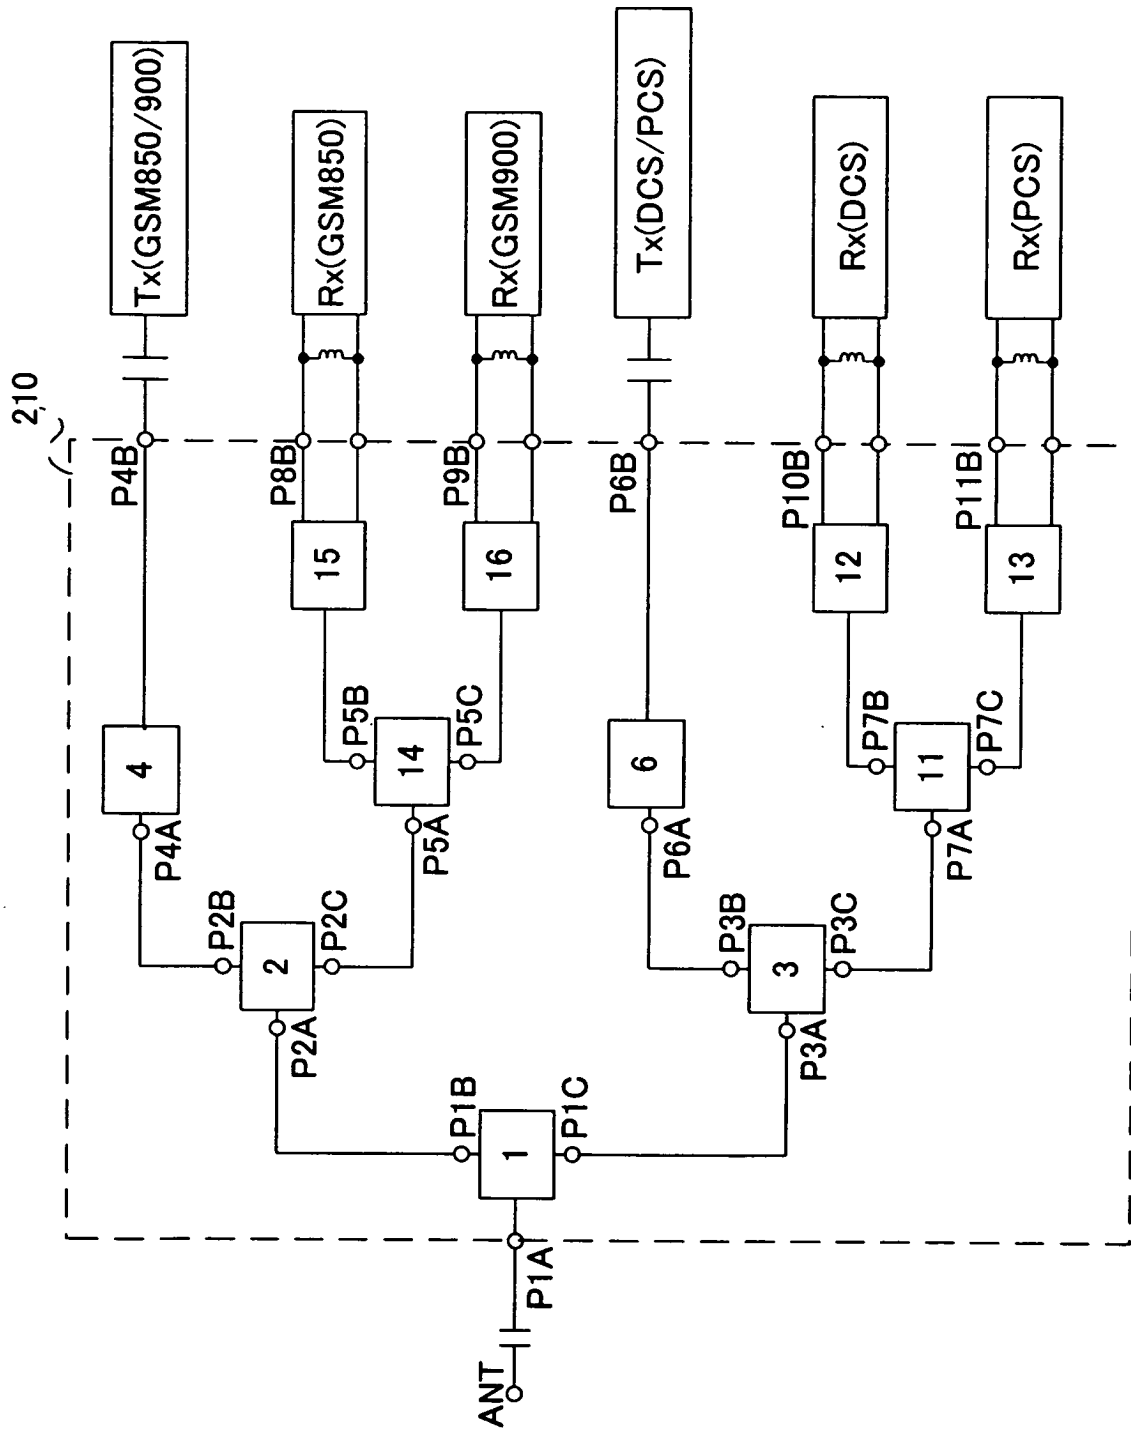 210
Tx(GSM850/900)
P4B
4
P4A
Rx(GSM850)
P8B
15
Rx(GSM900)
P9B
16
P5B
14
P5C
P5A
P2B
2
P2C
P2A
Tx(DCS/PCS)
P6B
6
P6A
Rx(DCS)
P10B
12
Rx(PCS)
P11B
13
P7B
11
P7C
P7A
P3B
3
P3C
P3A
P1B
1
P1C
P1A
ANT